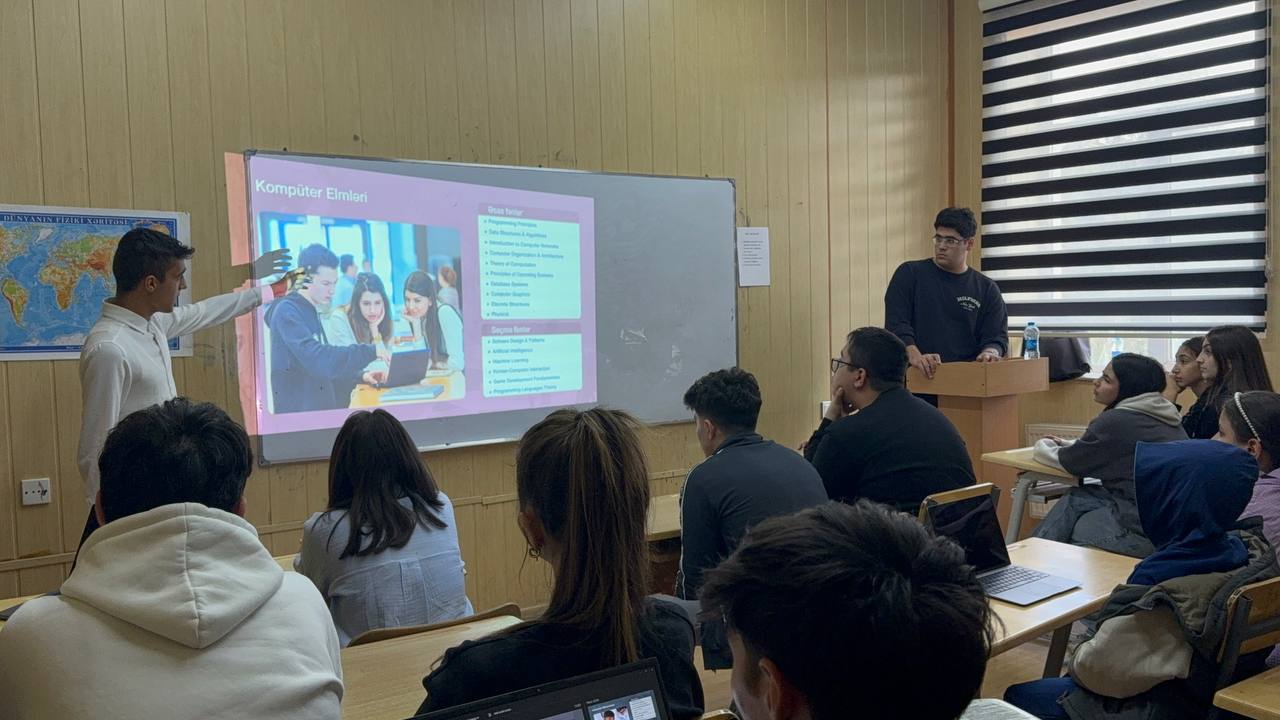 DÜNYANIN FİZİKİ XƏRİTƏSİ
Kompüter Elmləri
Əsas fənlər
Programming Principles
Data Structures & Algorithms
Introduction to Computer Networks
Computer Organization & Architecture
Theory of Computation
Principles of Operating Systems
Database Systems
Computer Graphics
Discrete Structures
Physics
Seçmə fənlər
Software Design & Patterns
Artificial Intelligence
Machine Learning
Human-Computer Interaction
Game Development Fundamentals
Programming Languages Theory